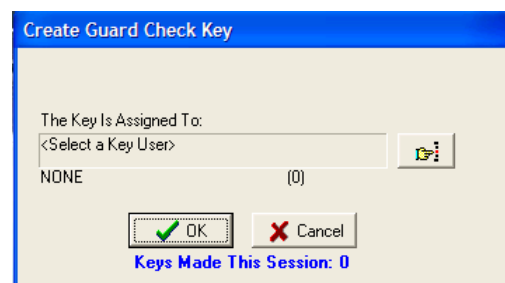 Create Guard Check Key
The Key Is Assigned To:
<Select a Key User>
NONE (0)
OK Cancel
Keys Made This Session: 0